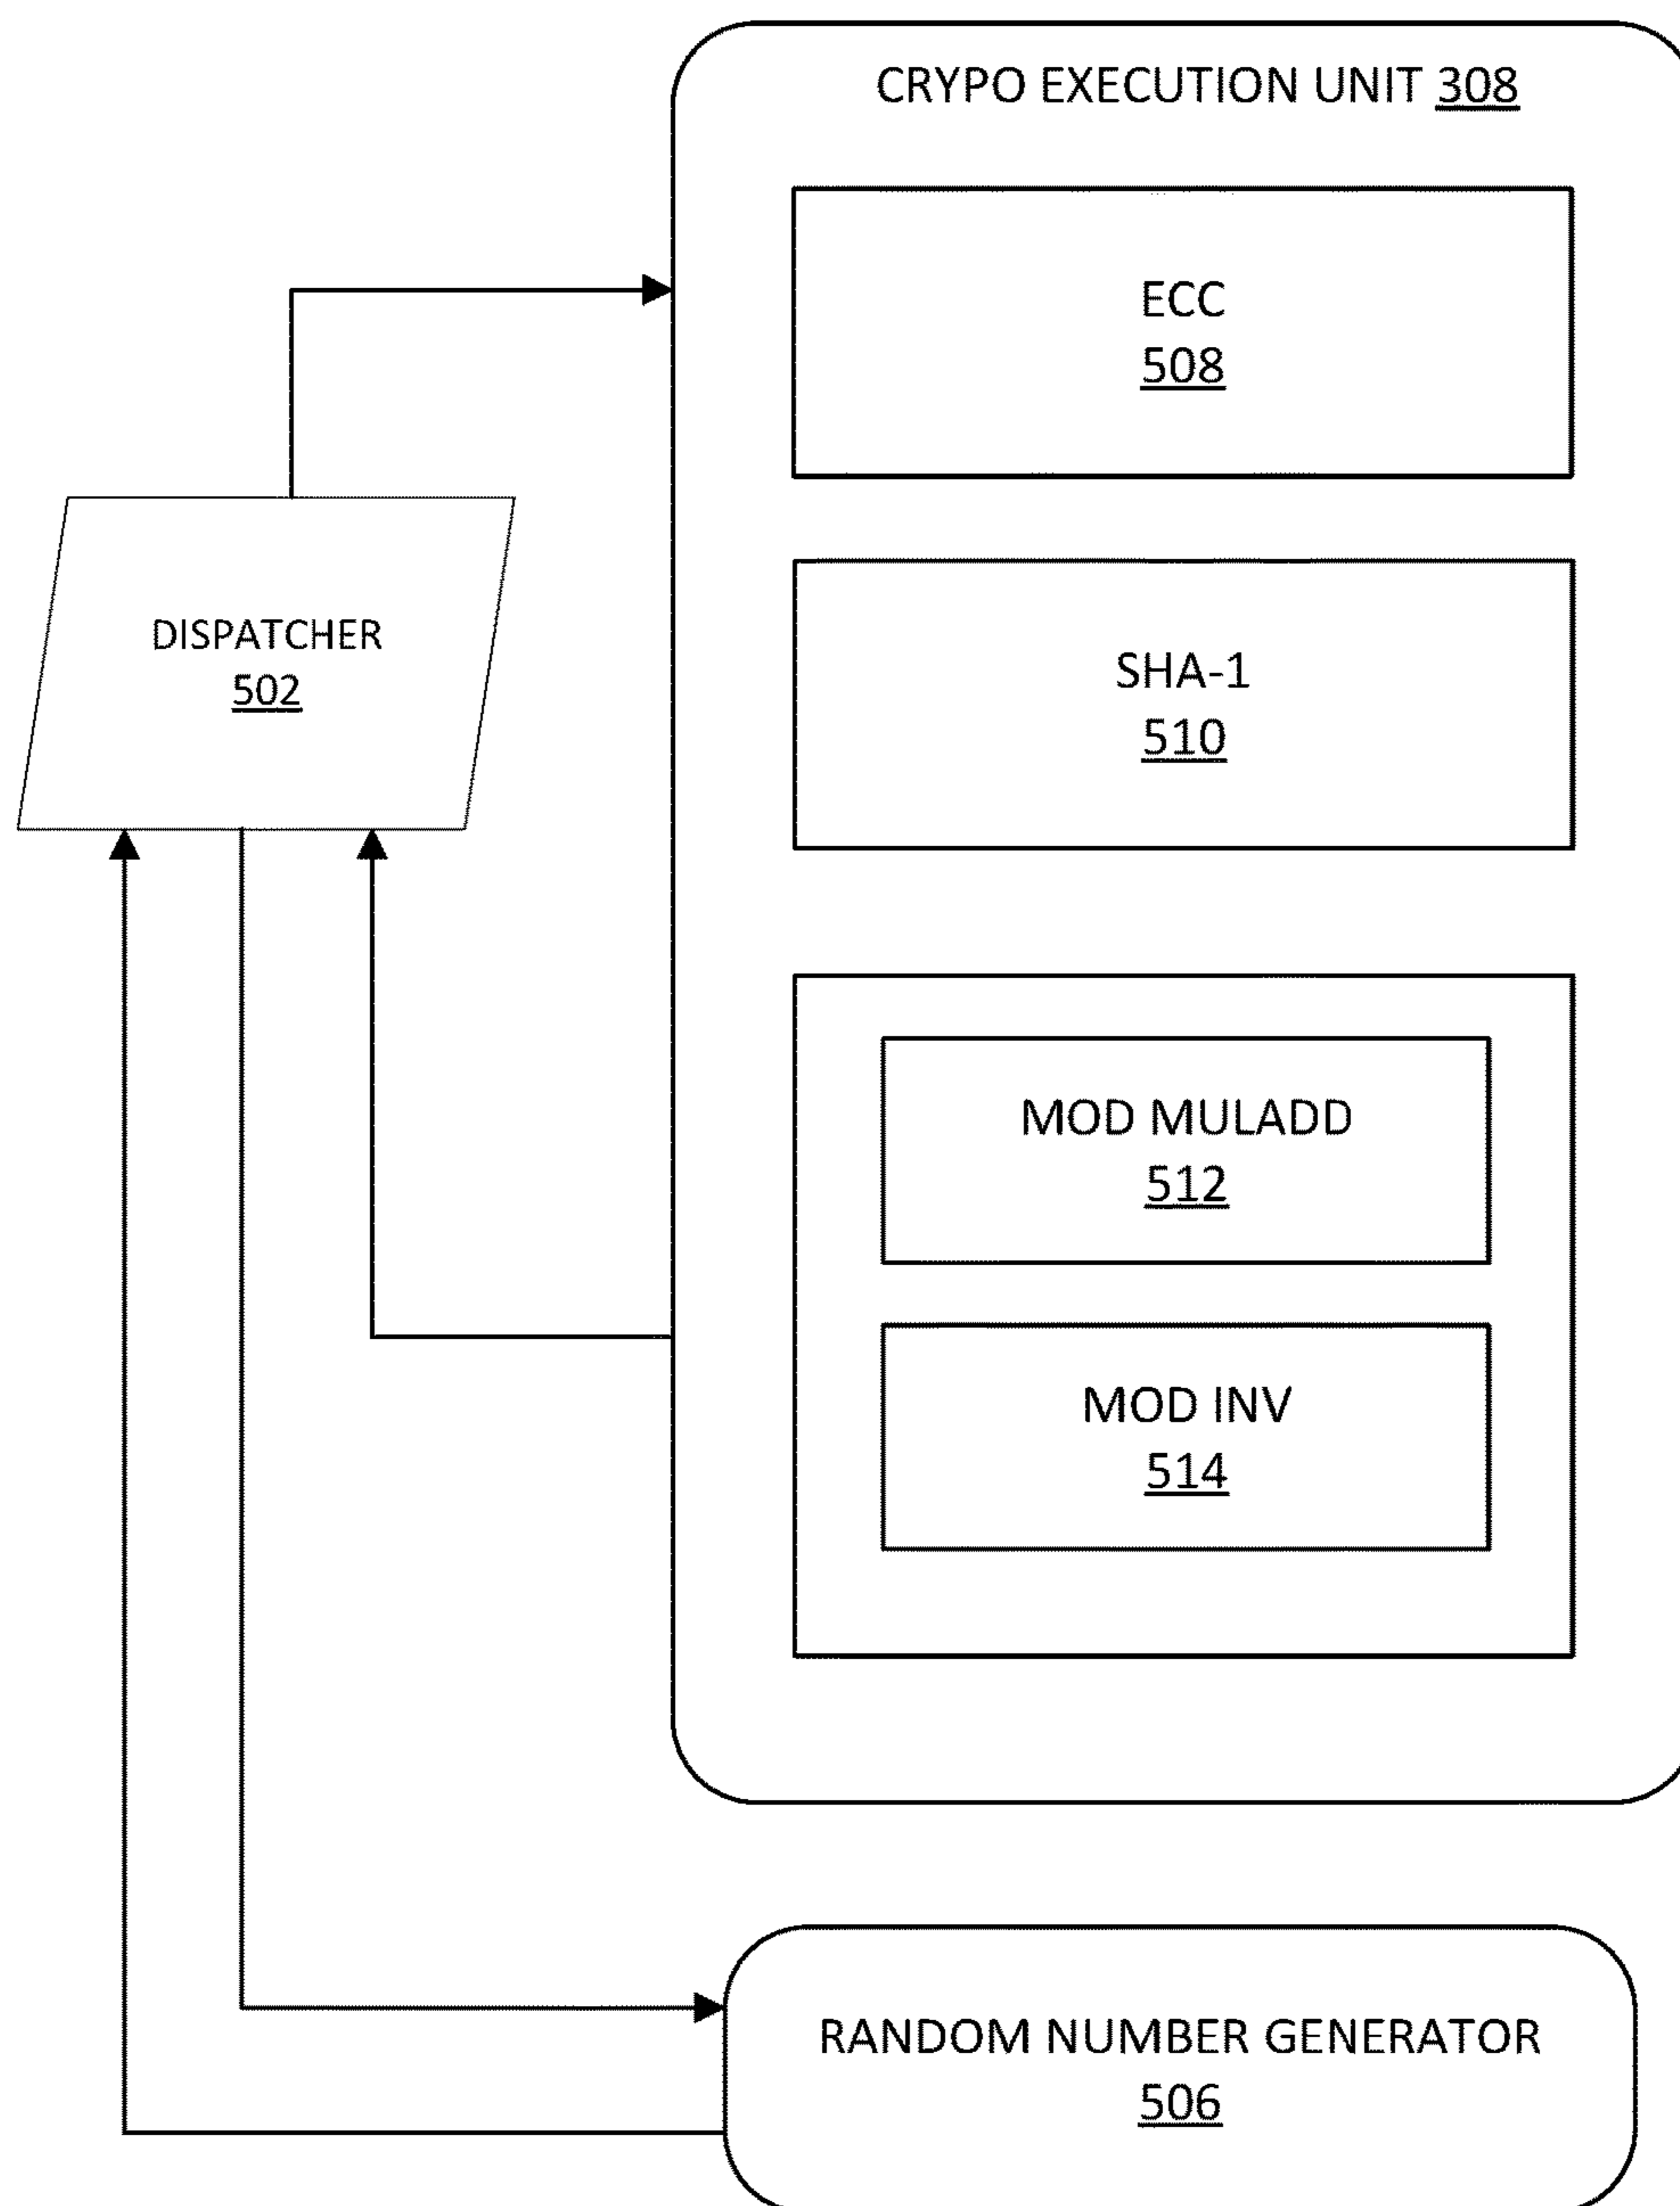 CRYPO EXECUTION UNIT 308
ECC
508
DISPATCHER
502
SHA-1
510
MOD MULADD
512
MOD INV
514
RANDOM NUMBER GENERATOR
506